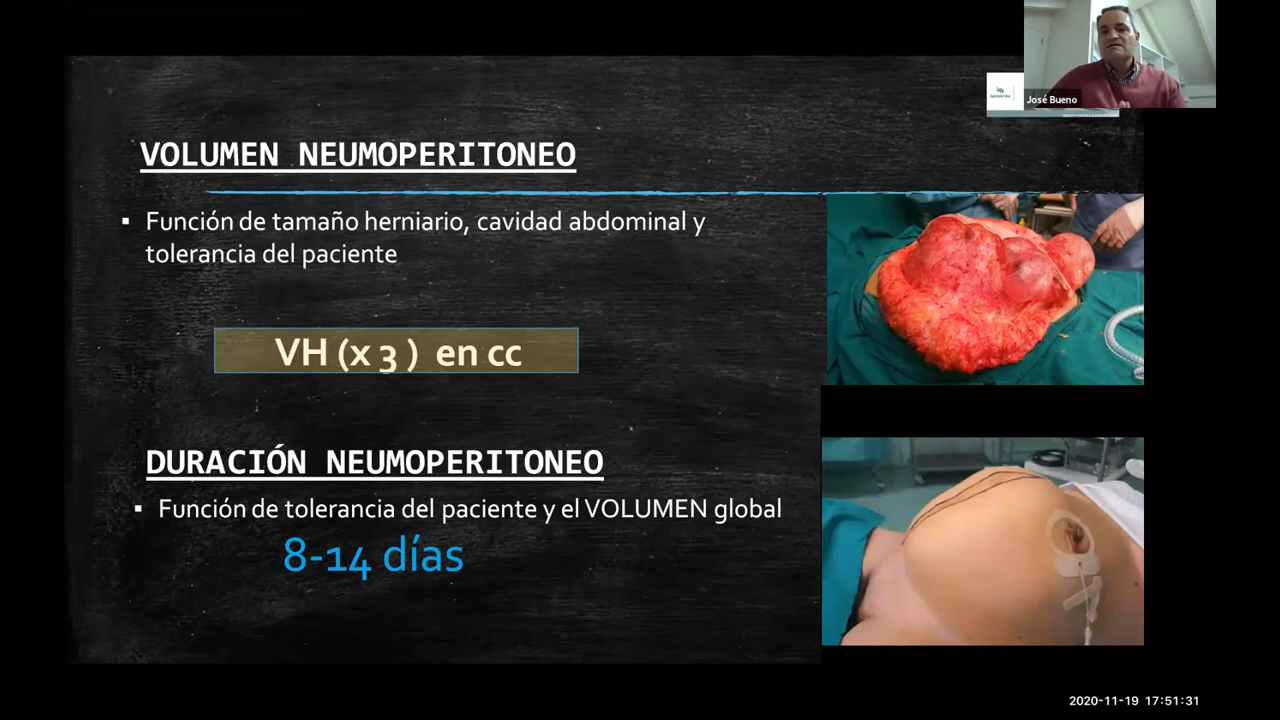 José Bueno
VOLUMEN NEUMOPERITONEO
▪ Función de tamaño herniario, cavidad abdominal y
tolerancia del paciente
VH (x 3 ) en cc
DURACIÓN NEUMOPERITONEO
▪ Función de tolerancia del paciente y el VOLUMEN global
8-14 días
2020-11-19 17:51:31